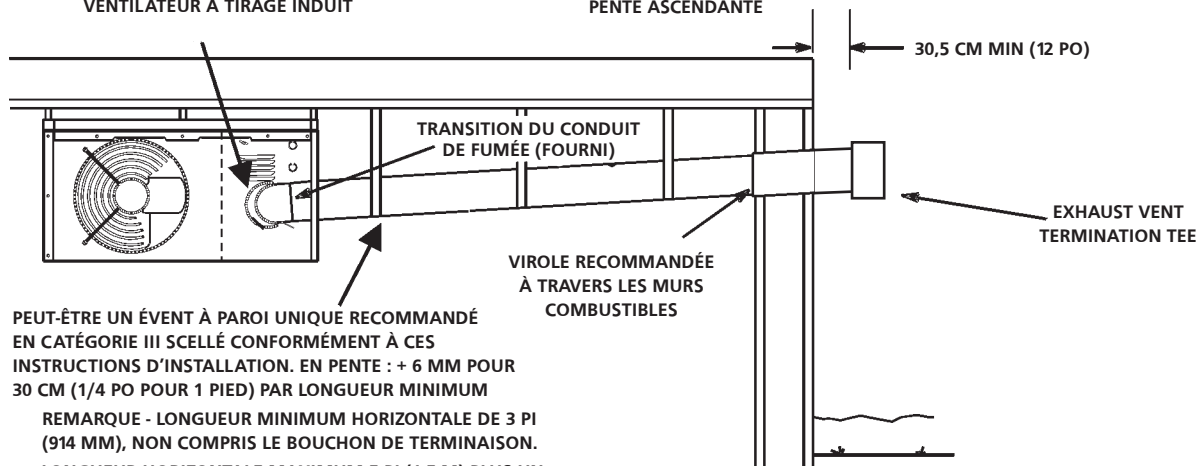 VENTILATEUR À TIRAGE INDUIT
PENTE ASCENDANTE
30,5 CM MIN (12 PO)
TRANSITION DU CONDUIT
DE FUMÉE (FOURNI)
EXHAUST VENT
TERMINATION TEE
VIROLE RECOMMANDÉE
À TRAVERS LES MURS
COMBUSTIBLES
PEUT-ÊTRE UN ÉVENT À PAROI UNIQUE RECOMMANDÉ
EN CATÉGORIE III SCELLÉ CONFORMÉMENT À CES
INSTRUCTIONS D'INSTALLATION. EN PENTE : + 6 MM POUR
30 CM (1/4 PO POUR 1 PIED) PAR LONGUEUR MINIMUM
REMARQUE - LONGUEUR MINIMUM HORIZONTALE DE 3 PI
(914 MM), NON COMPRIS LE BOUCHON DE TERMINAISON.